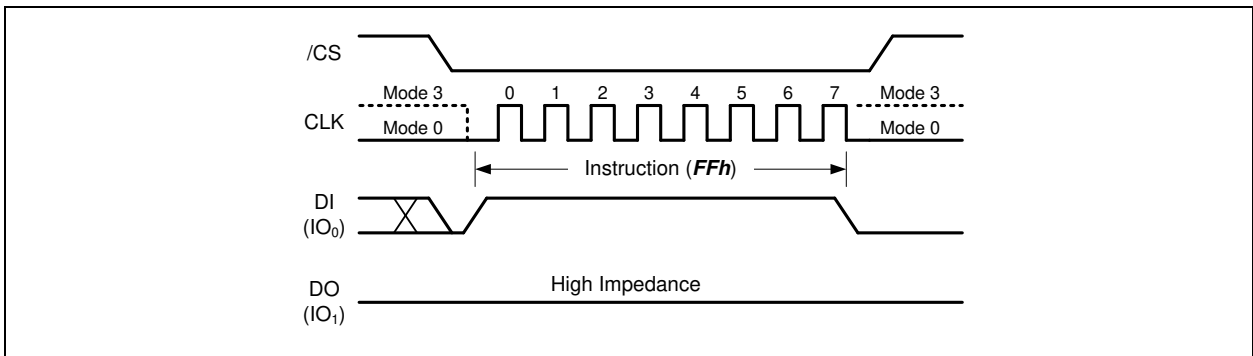 /CS
Mode 3 0 1 2 3 4 5 6 7 Mode 3
CLK
Mode 0 Mode 0
Instruction (FFh)
DI
(IO₀)
High Impedance
DO
(IO₁)